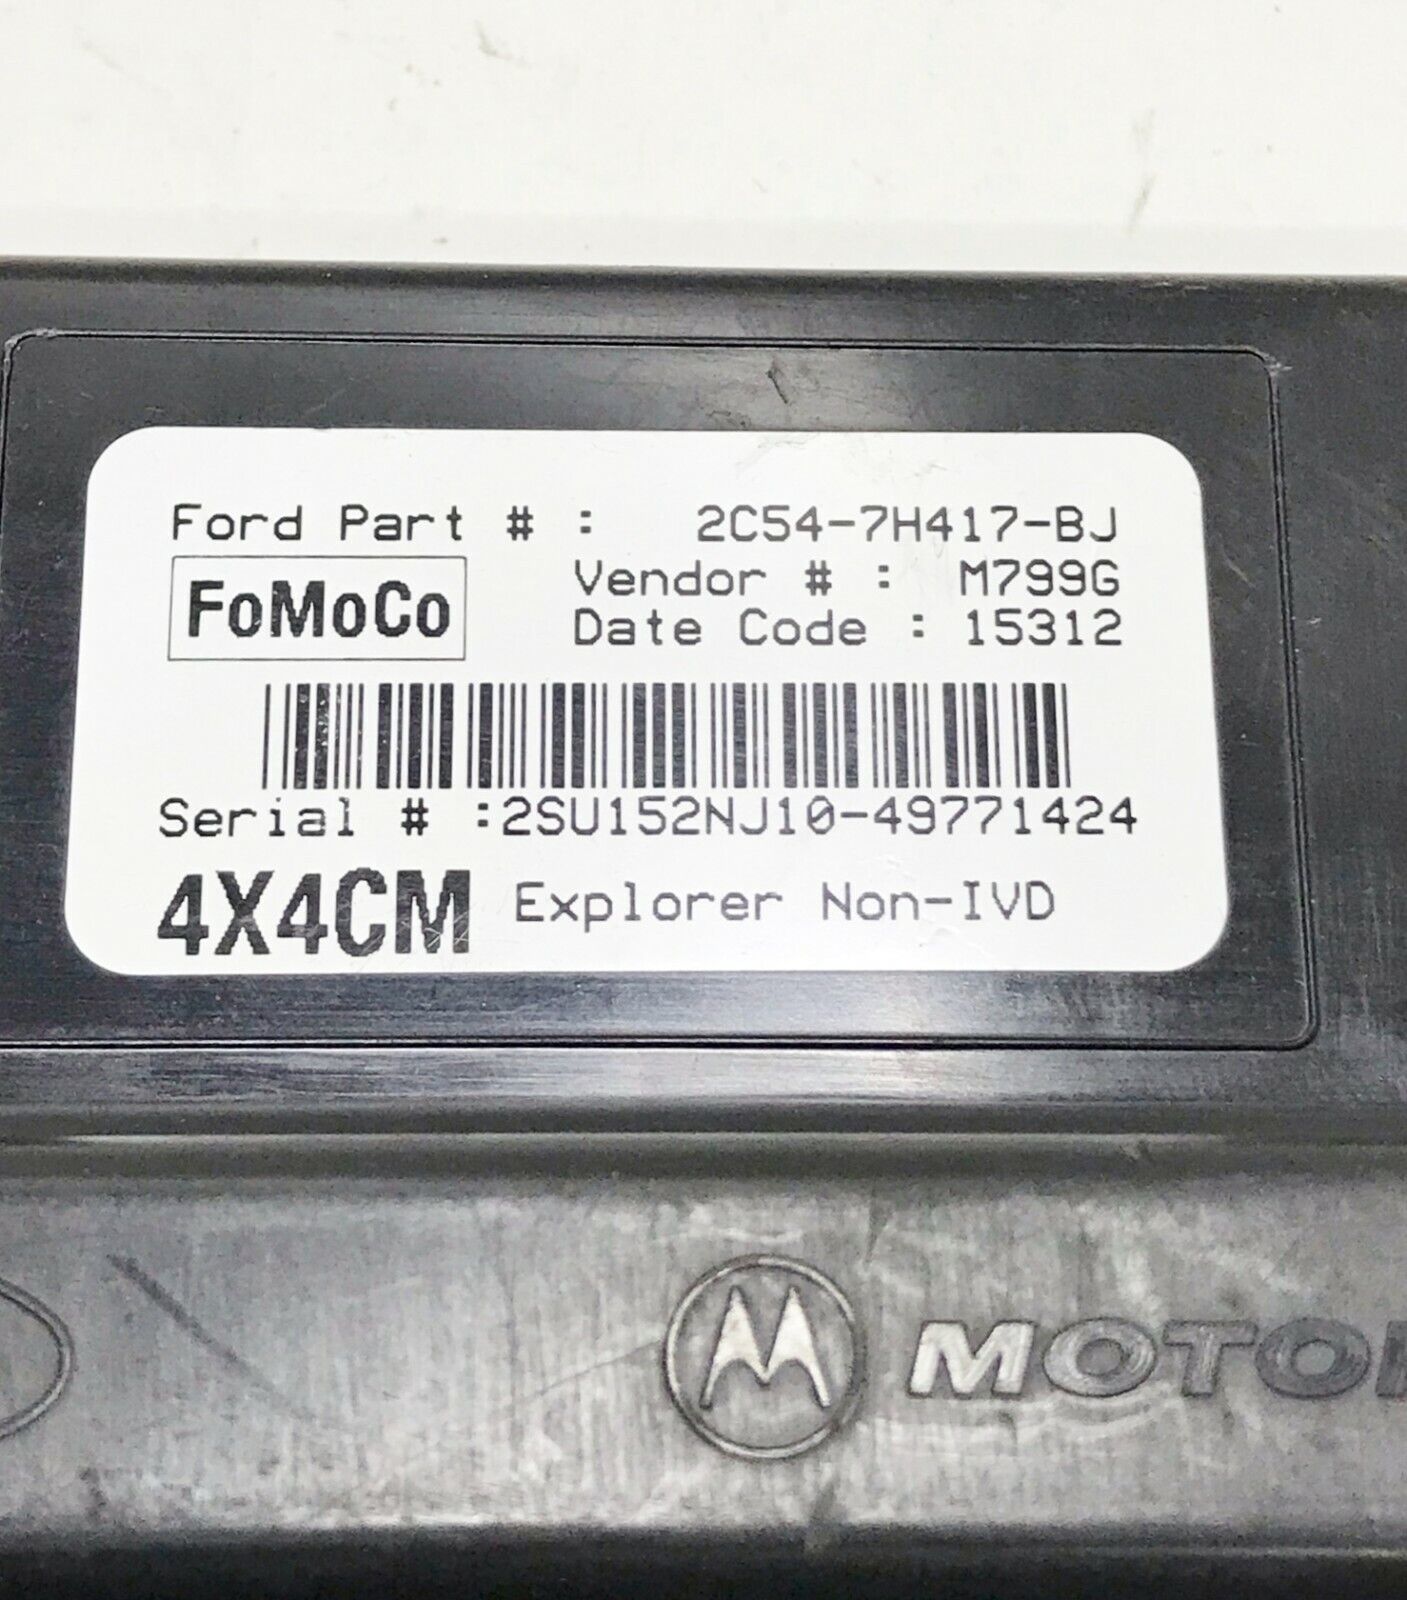 Ford Part # : 2C54-7H417-BJ
FoMoCo
Vendor # : M799G
Date Code : 15312
Serial # :2SU152NJ10-49771424
4X4CM Explorer Non-IVD